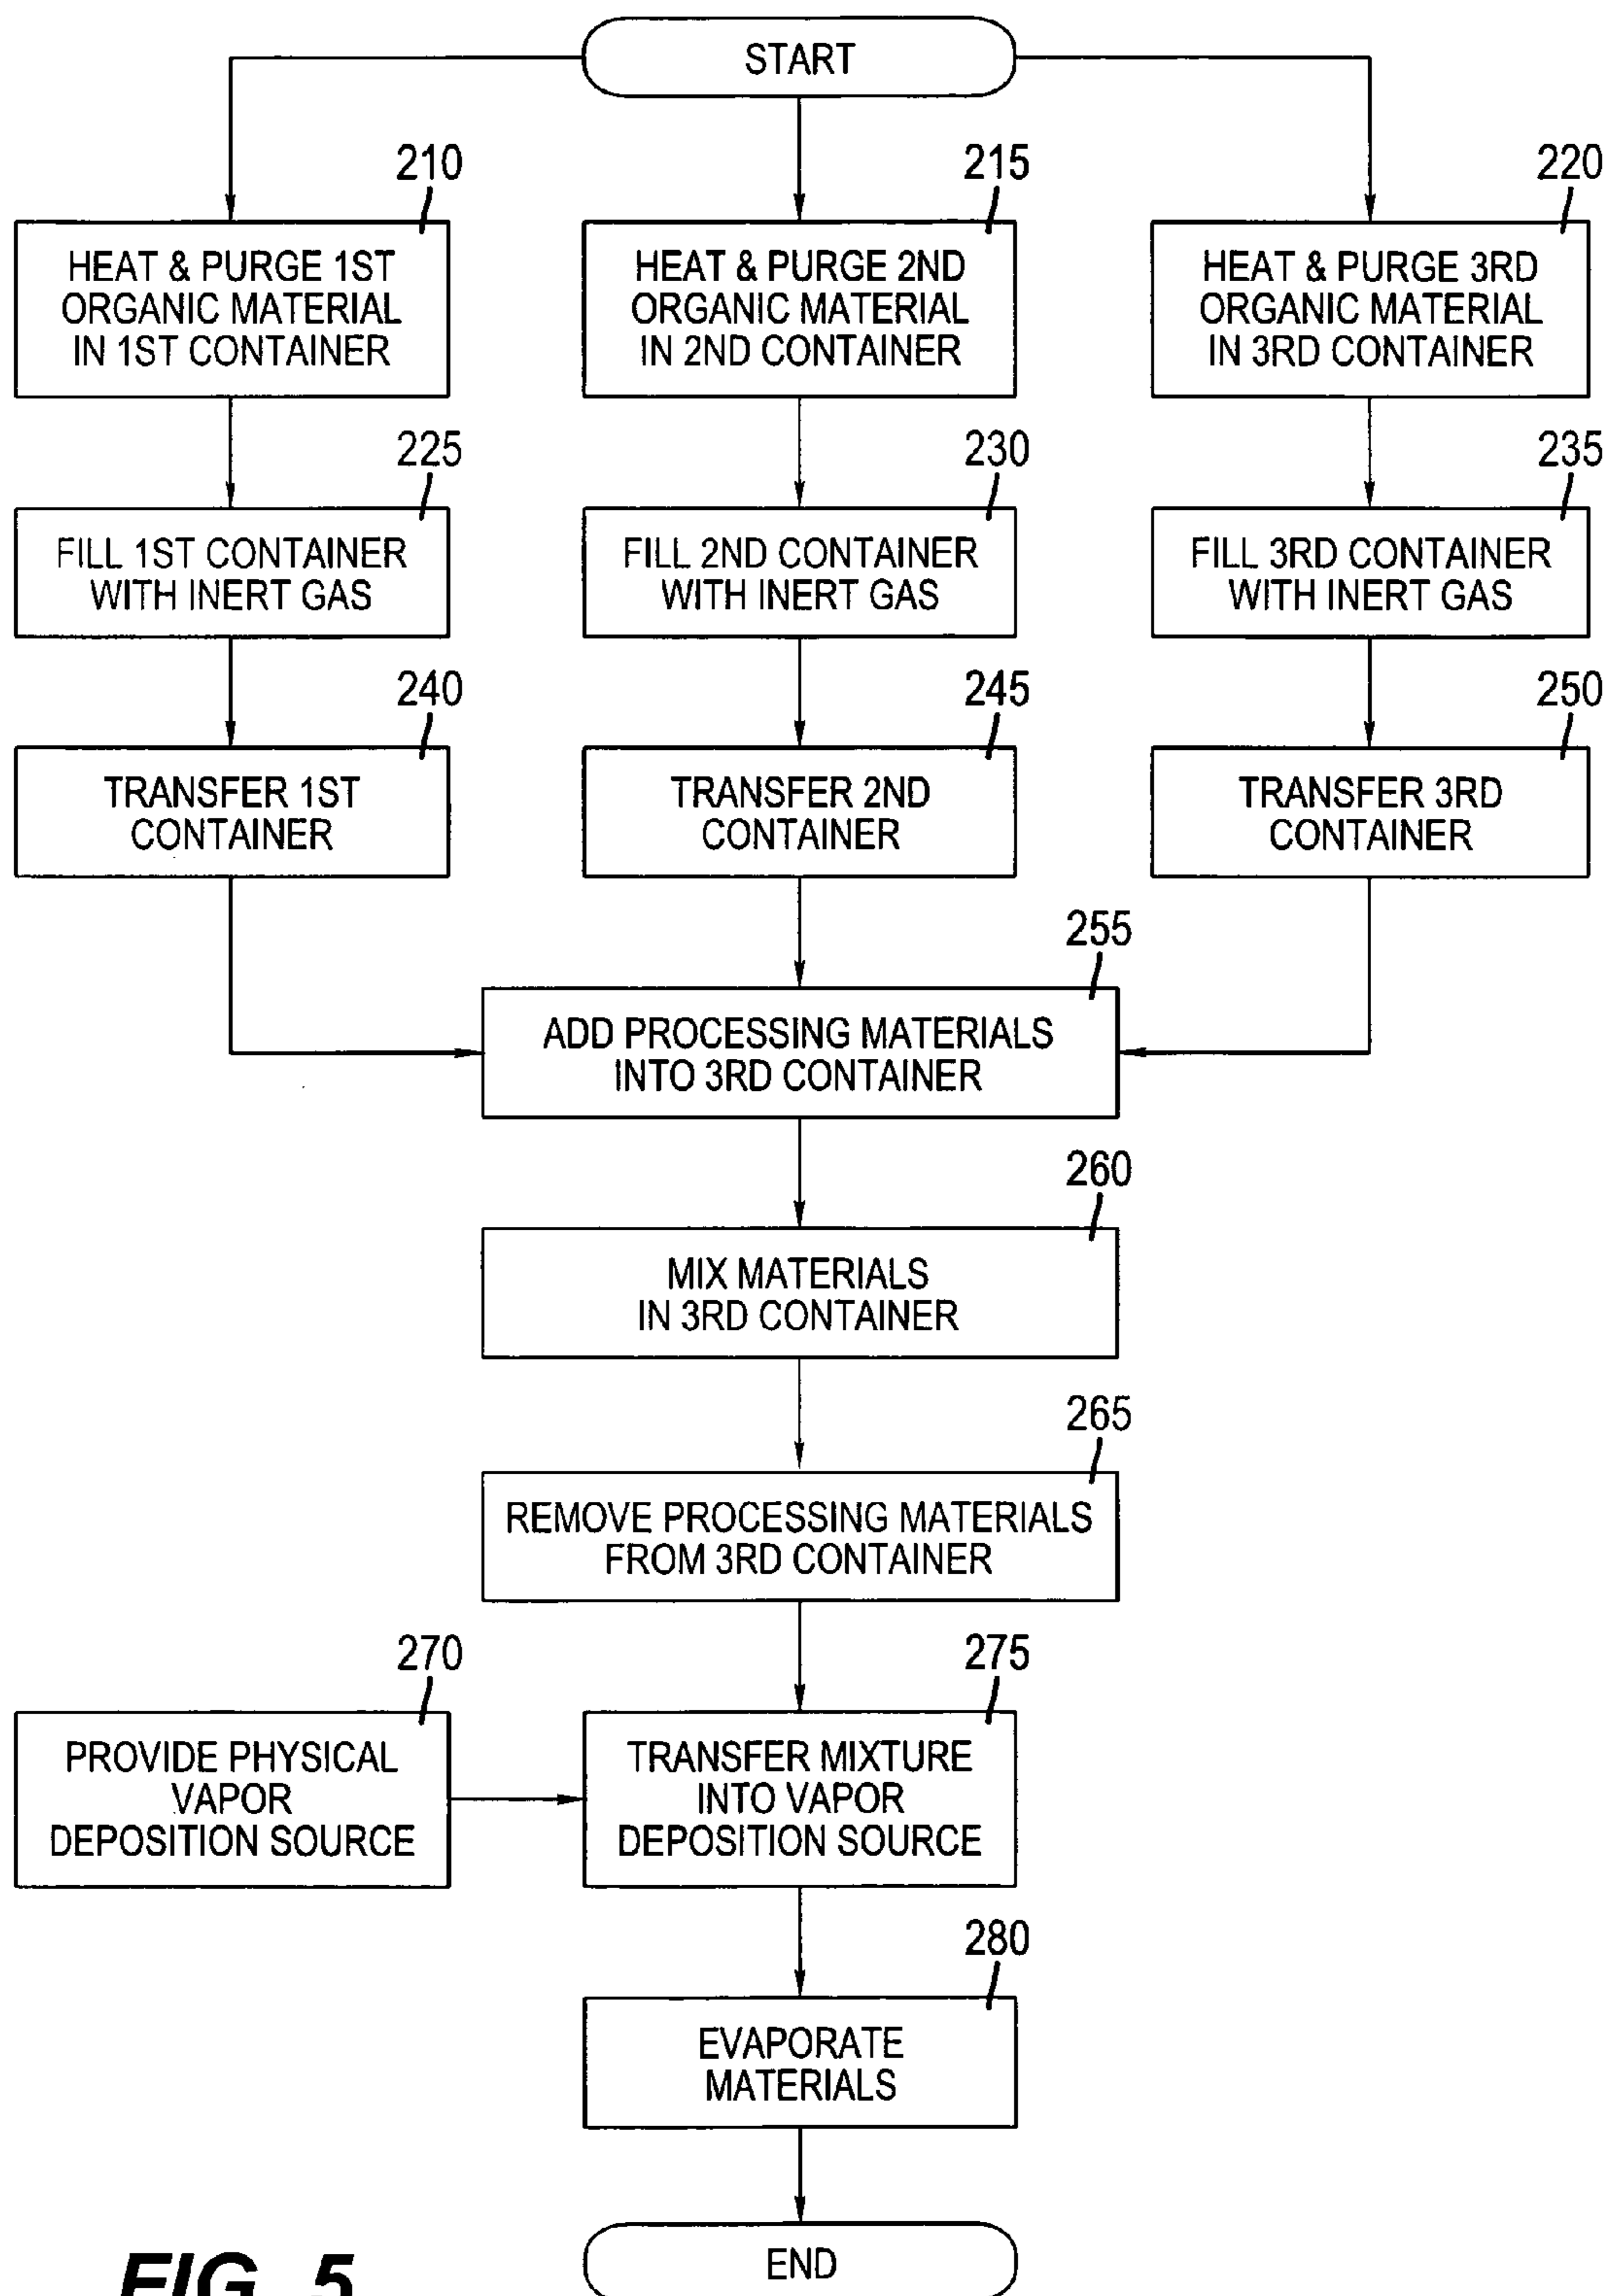 START
210
215
220
HEAT & PURGE 1ST
ORGANIC MATERIAL
IN 1ST CONTAINER
HEAT & PURGE 2ND
ORGANIC MATERIAL
IN 2ND CONTAINER
HEAT & PURGE 3RD
ORGANIC MATERIAL
IN 3RD CONTAINER
225
230
235
FILL 1ST CONTAINER
WITH INERT GAS
FILL 2ND CONTAINER
WITH INERT GAS
FILL 3RD CONTAINER
WITH INERT GAS
240
245
250
TRANSFER 1ST
CONTAINER
TRANSFER 2ND
CONTAINER
TRANSFER 3RD
CONTAINER
255
ADD PROCESSING MATERIALS
INTO 3RD CONTAINER
260
MIX MATERIALS
IN 3RD CONTAINER
265
REMOVE PROCESSING MATERIALS
FROM 3RD CONTAINER
270
275
PROVIDE PHYSICAL
VAPOR
DEPOSITION SOURCE
TRANSFER MIXTURE
INTO VAPOR
DEPOSITION SOURCE
280
EVAPORATE
MATERIALS
END
FIG. 5